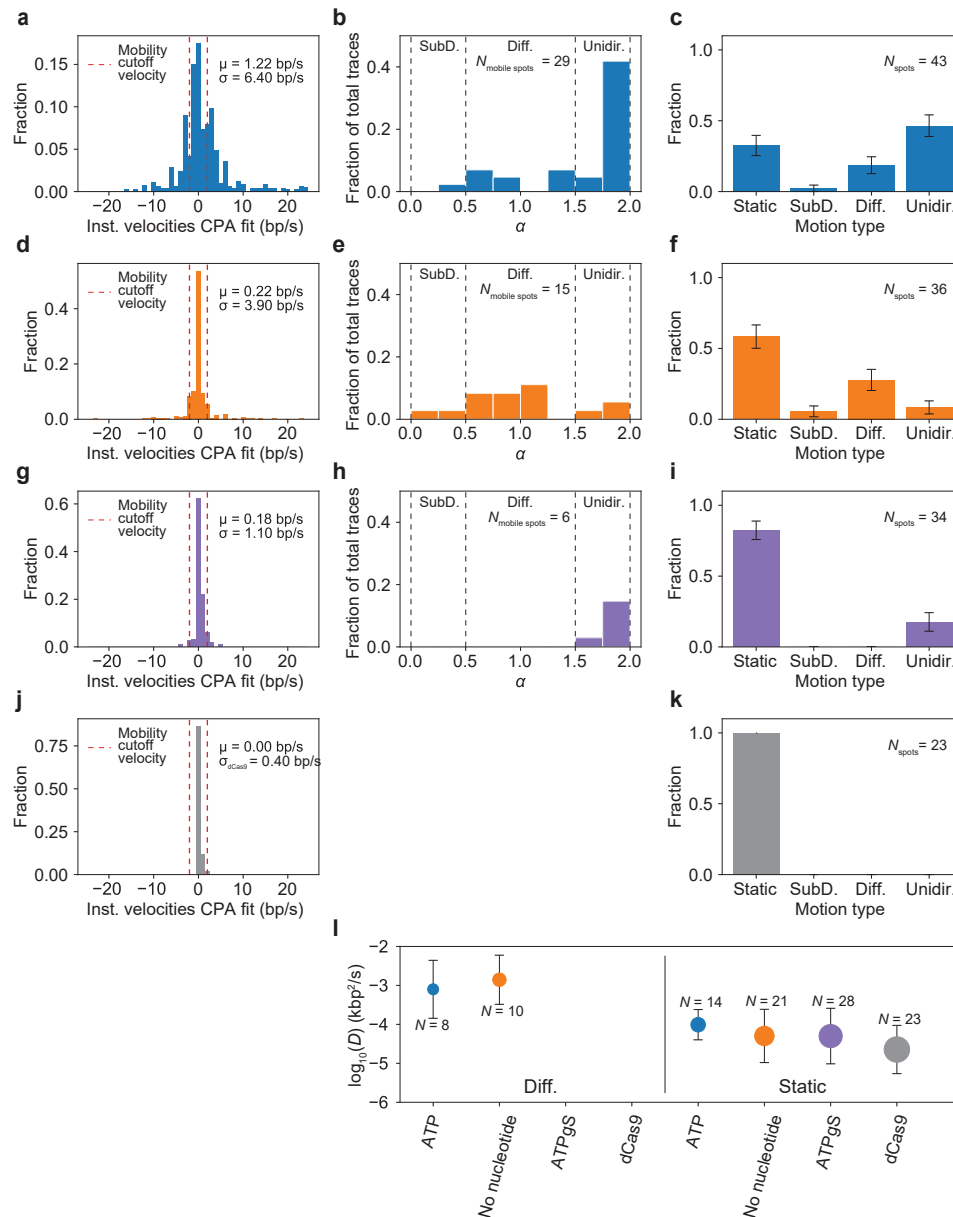 a
Mobility
cutoff
velocity
μ = 1.22 bp/s
σ = 6.40 bp/s
Fraction
0.15
0.10
0.05
0.00
−20
−10
0
10
20
Inst. velocities CPA fit (bp/s)
b
SubD.
Diff.
Unidir.
N mobile spots = 29
Fraction of total traces
0.4
0.2
0.0
0.0
0.5
1.0
1.5
2.0
α
c
N spots = 43
Fraction
1.0
0.5
0.0
Static
SubD.
Diff.
Unidir.
Motion type
d
Mobility
cutoff
velocity
μ = 0.22 bp/s
σ = 3.90 bp/s
Fraction
0.4
0.2
0.0
−20
−10
0
10
20
Inst. velocities CPA fit (bp/s)
e
SubD.
Diff.
Unidir.
N mobile spots = 15
Fraction of total traces
0.4
0.2
0.0
0.0
0.5
1.0
1.5
2.0
α
f
N spots = 36
Fraction
1.0
0.5
0.0
Static
SubD.
Diff.
Unidir.
Motion type
g
Mobility
cutoff
velocity
μ = 0.18 bp/s
σ = 1.10 bp/s
Fraction
0.6
0.4
0.2
0.0
−20
−10
0
10
20
Inst. velocities CPA fit (bp/s)
h
SubD.
Diff.
Unidir.
N mobile spots = 6
Fraction of total traces
0.4
0.2
0.0
0.0
0.5
1.0
1.5
2.0
α
i
N spots = 34
Fraction
1.0
0.5
0.0
Static
SubD.
Diff.
Unidir.
Motion type
j
Mobility
cutoff
velocity
μ = 0.00 bp/s
σ dCas9 = 0.40 bp/s
Fraction
0.75
0.50
0.25
0.00
−20
−10
0
10
20
Inst. velocities CPA fit (bp/s)
k
N spots = 23
Fraction
1.0
0.5
0.0
Static
SubD.
Diff.
Unidir.
Motion type
l
log10(D) (kbp²/s)
−2
−3
−4
−5
−6
N = 8
N = 10
N = 14
N = 21
N = 28
N = 23
Diff.
Static
ATP
No nucleotide
ATPgS
dCas9
ATP
No nucleotide
ATPgS
dCas9